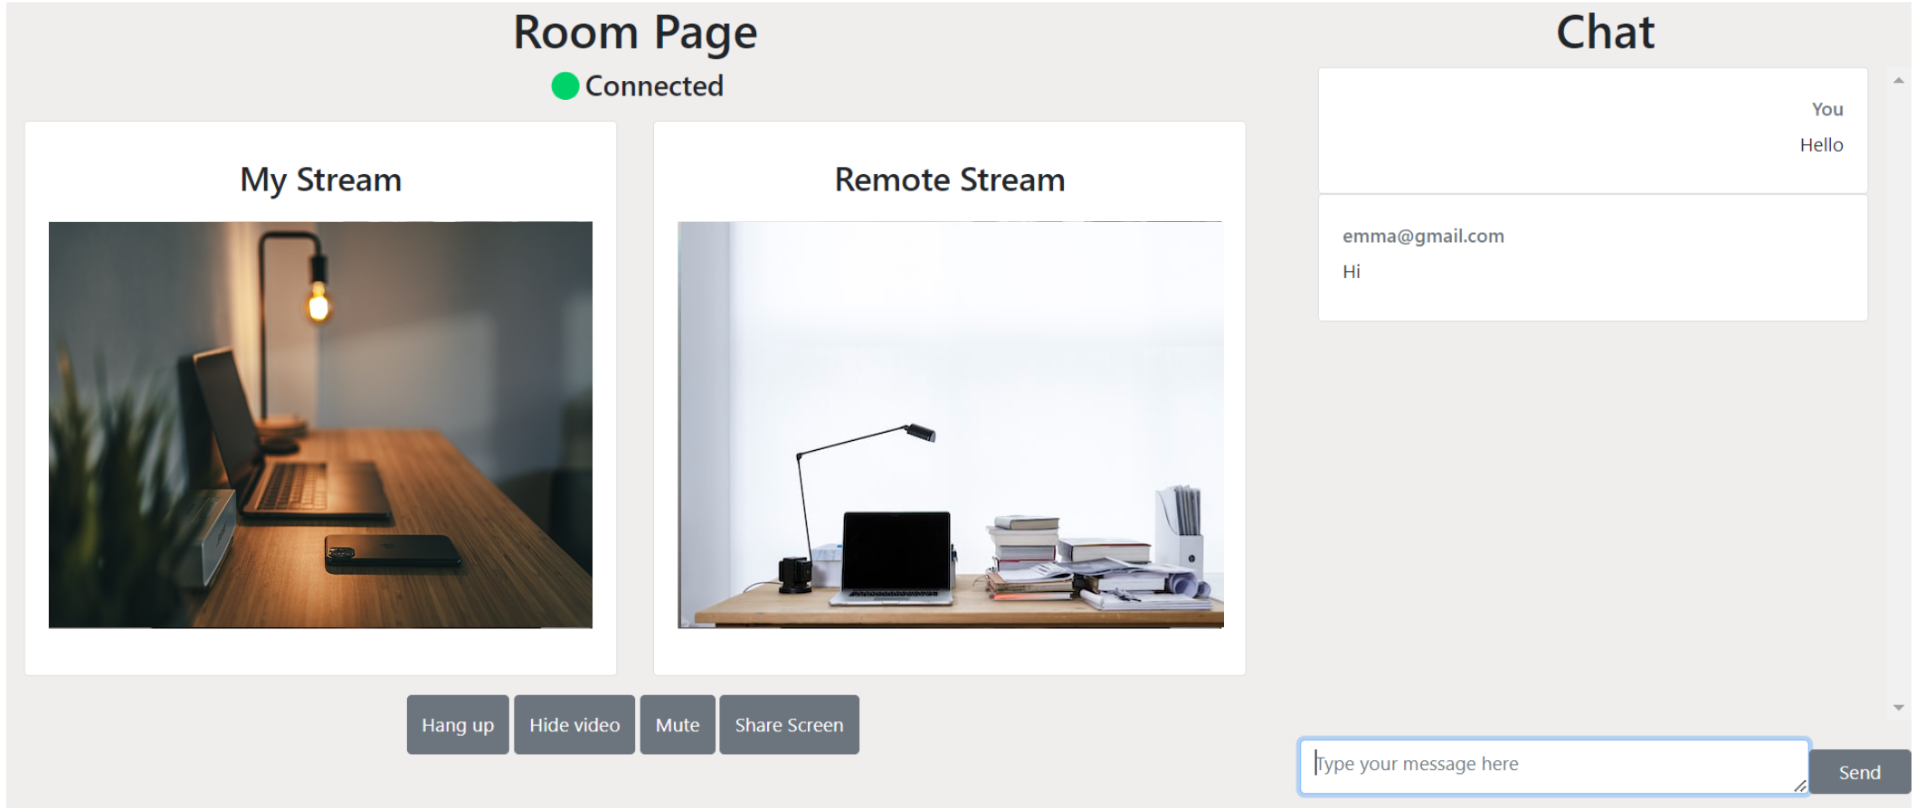 Room Page
Connected
My Stream
Remote Stream
Hang up
Hide video
Mute
Share Screen
Chat
You
Hello
emma@gmail.com
Hi
Type your message here
Send